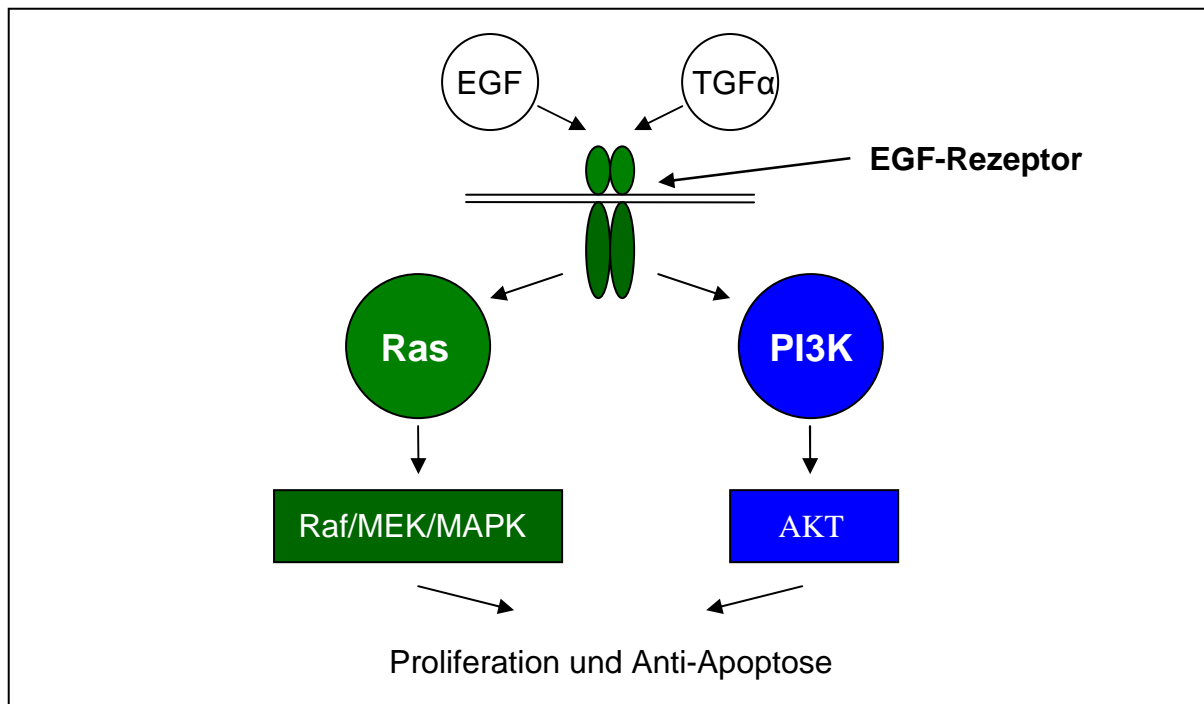 EGF
TGFα
EGF-Rezeptor
Ras
PI3K
Raf/MEK/MAPK
AKT
Proliferation und Anti-Apoptose